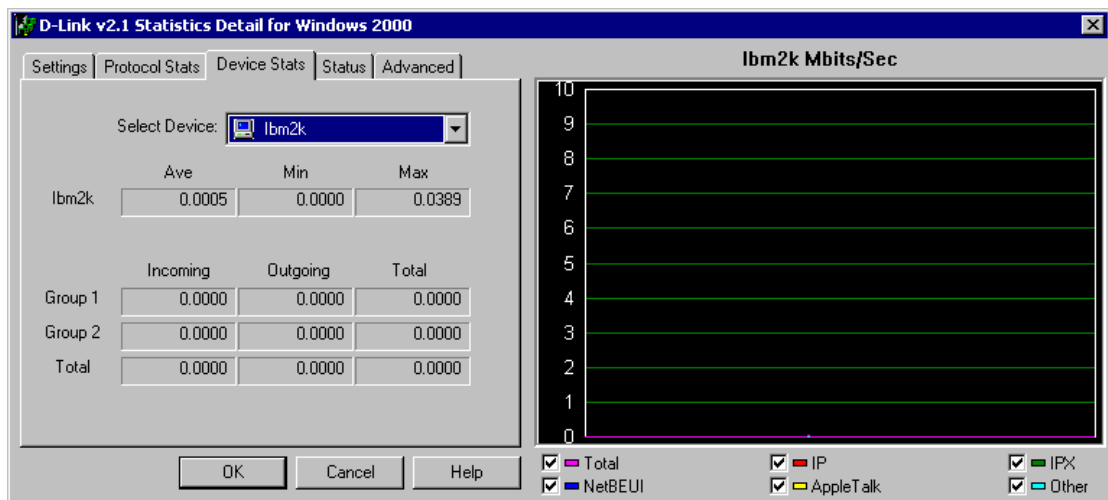 D-Link v2.1 Statistics Detail for Windows 2000
Settings Protocol Stats Device Stats Status Advanced
Select Device: Ibm2k
Ave Min Max
Ibm2k 0.0005 0.0000 0.0389
Incoming Outgoing Total
Group 1 0.0000 0.0000 0.0000
Group 2 0.0000 0.0000 0.0000
Total 0.0000 0.0000 0.0000
OK Cancel Help
Ibm2k Mbits/Sec
10
9
8
7
6
5
4
3
2
1
0
Total IP IPX
NetBEUI AppleTalk Other